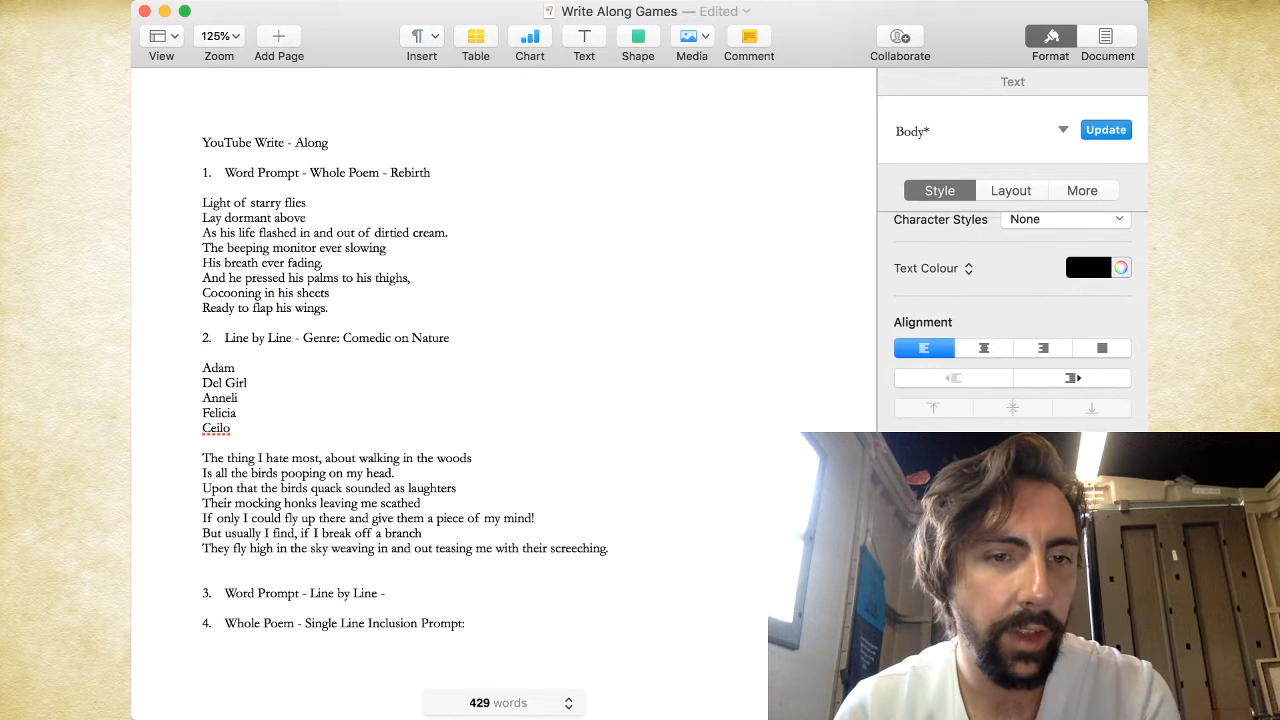 Write Along Games — Edited
125%
View Zoom Add Page Insert Table Chart Text Shape Media Comment Collaborate Format Document
Text
Body*
Update
Style Layout More
Character Styles None
Text Colour
Alignment
YouTube Write - Along
1. Word Prompt - Whole Poem - Rebirth
Light of starry flies
Lay dormant above
As his life flashed in and out of dirtied cream.
The beeping monitor ever slowing
His breath ever fading.
And he pressed his palms to his thighs,
Cocooning in his sheets
Ready to flap his wings.
2. Line by Line - Genre: Comedic on Nature
Adam
Del Girl
Anneli
Felicia
Ceilo
The thing I hate most, about walking in the woods
Is all the birds pooping on my head.
Upon that the birds quack sounded as laughters
Their mocking honks leaving me scathed
If only I could fly up there and give them a piece of my mind!
But usually I find, if I break off a branch
They fly high in the sky weaving in and out teasing me with their screeching.
3. Word Prompt - Line by Line -
4. Whole Poem - Single Line Inclusion Prompt:
429 words